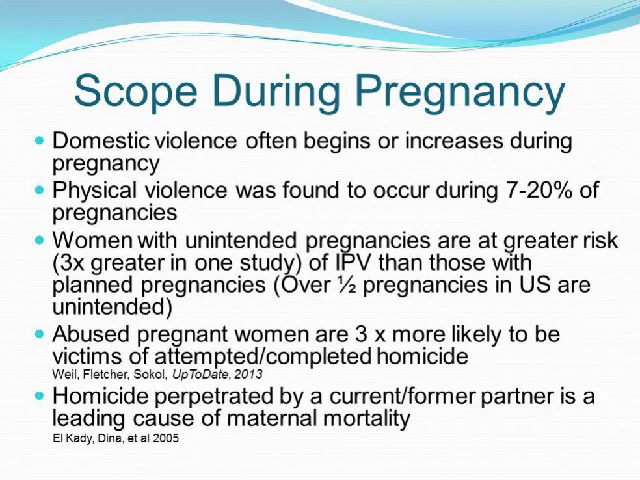 Scope During Pregnancy
Domestic violence often begins or increases during
pregnancy
Physical violence was found to occur during 7-20% of
pregnancies
Women with unintended pregnancies are at greater risk
(3x greater in one study) of IPV than those with
planned pregnancies (Over ½ pregnancies in US are
unintended)
Abused pregnant women are 3 x more likely to be
victims of attempted/completed homicide
Weil, Fletcher, Sokol, UpToDate, 2013
Homicide perpetrated by a current/former partner is a
leading cause of maternal mortality
El Kady, Dina, et al 2005